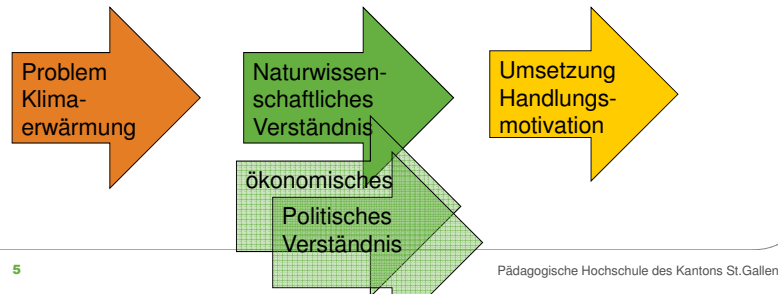 Problem
Klima-
erwärmung
Naturwissen-
schaftliches
Verständnis
ökonomisches
Politisches
Verständnis
Umsetzung
Handlungs-
motivation
5
Pädagogische Hochschule des Kantons St.Gallen